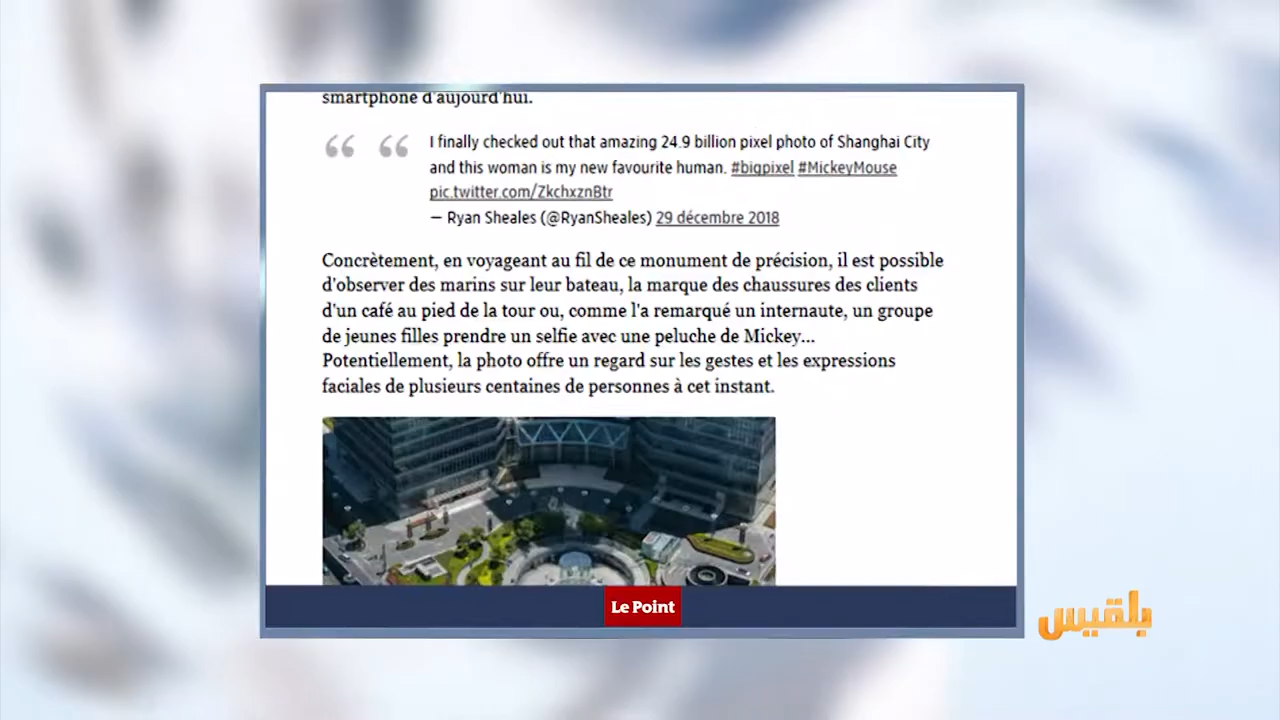 smartphone d'aujourd'hui.
I finally checked out that amazing 24.9 billion pixel photo of Shanghai City
and this woman is my new favourite human. #bigpixel #MickeyMouse
pic.twitter.com/ZkchxznBtr
— Ryan Sheales (@RyanSheales) 29 décembre 2018
Concrètement, en voyageant au fil de ce monument de précision, il est possible
d'observer des marins sur leur bateau, la marque des chaussures des clients
d'un café au pied de la tour ou, comme l'a remarqué un internaute, un groupe
de jeunes filles prendre un selfie avec une peluche de Mickey...
Potentiellement, la photo offre un regard sur les gestes et les expressions
faciales de plusieurs centaines de personnes à cet instant.
Le Point
بلقيس